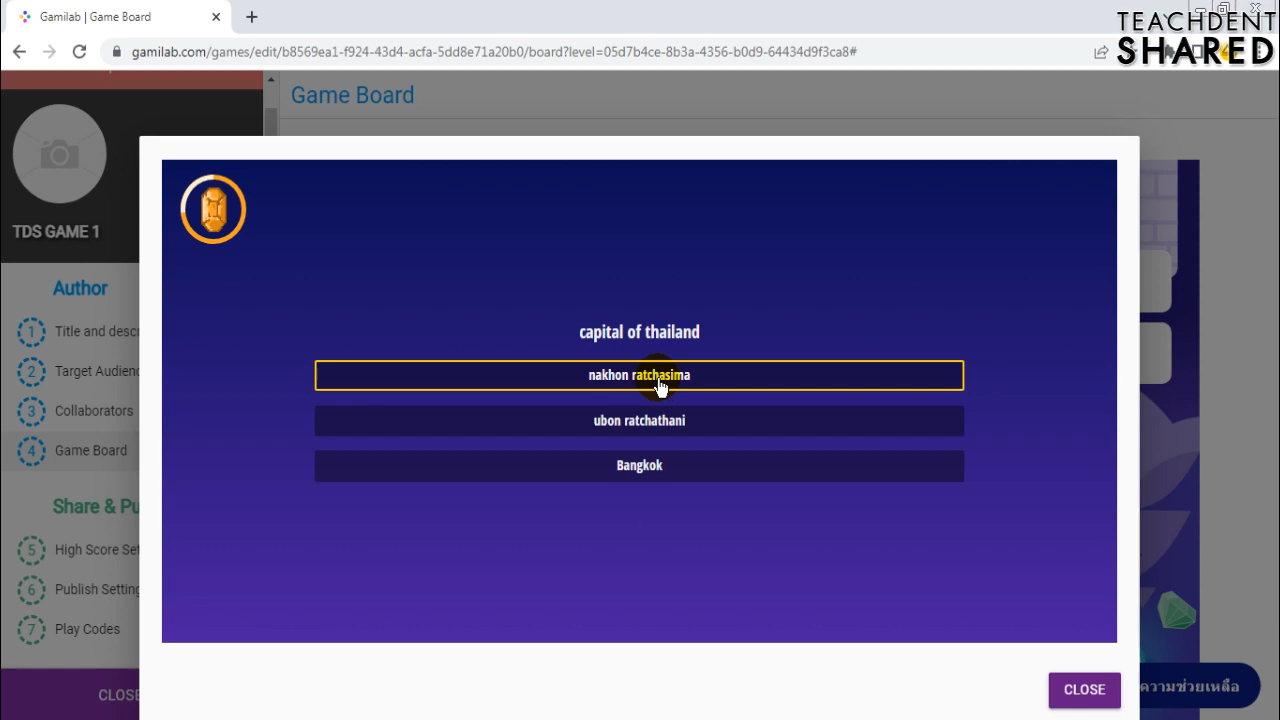 Gamilab | Game Board
TEACHDENT
SHARED
gamilab.com/games/edit/b8569ea1-f924-43d4-acfa-5dd8e71a20b0/board?level=05d7b4ce-8b3a-4356-b0d9-64434d9f3ca8#
Game Board
TDS GAME 1
Author
1 Title and descr
2 Target Audienc
3 Collaborators
4 Game Board
Share & Pu
5 High Score Set
6 Publish Setting
7 Play Codes
CLOSE
capital of thailand
nakhon ratchasima
ubon ratchathani
Bangkok
CLOSE
ความช่วยเหลือ